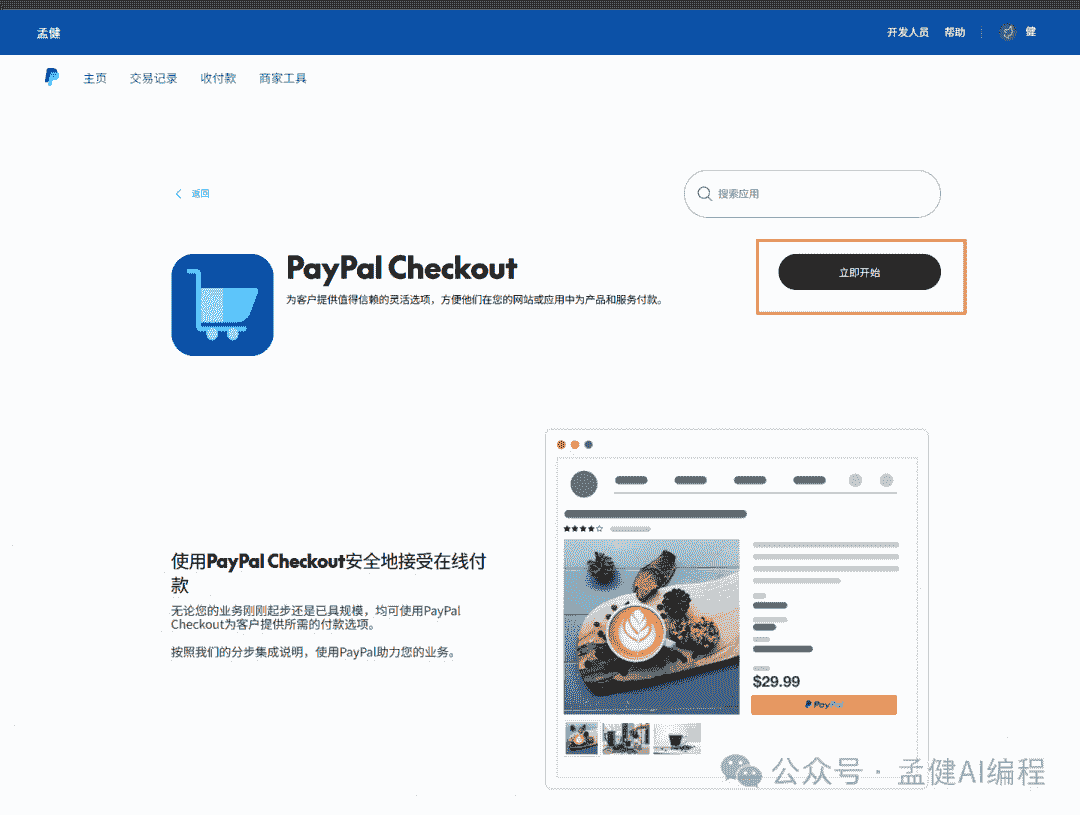 孟健
开发人员 帮助 健
主页 交易记录 收付款 商家工具
返回
搜索应用
PayPal Checkout
立即开始
为客户提供值得信赖的灵活选项，方便他们在您的网站或应用中为产品和服务付款。
使用PayPal Checkout安全地接受在线付
款
无论您的业务刚刚起步还是已具规模，均可使用PayPal
Checkout为客户提供所需的付款选项。
按照我们的分步集成说明，使用PayPal助力您的业务。
$29.99
PayPal
公众号 · 孟健AI编程